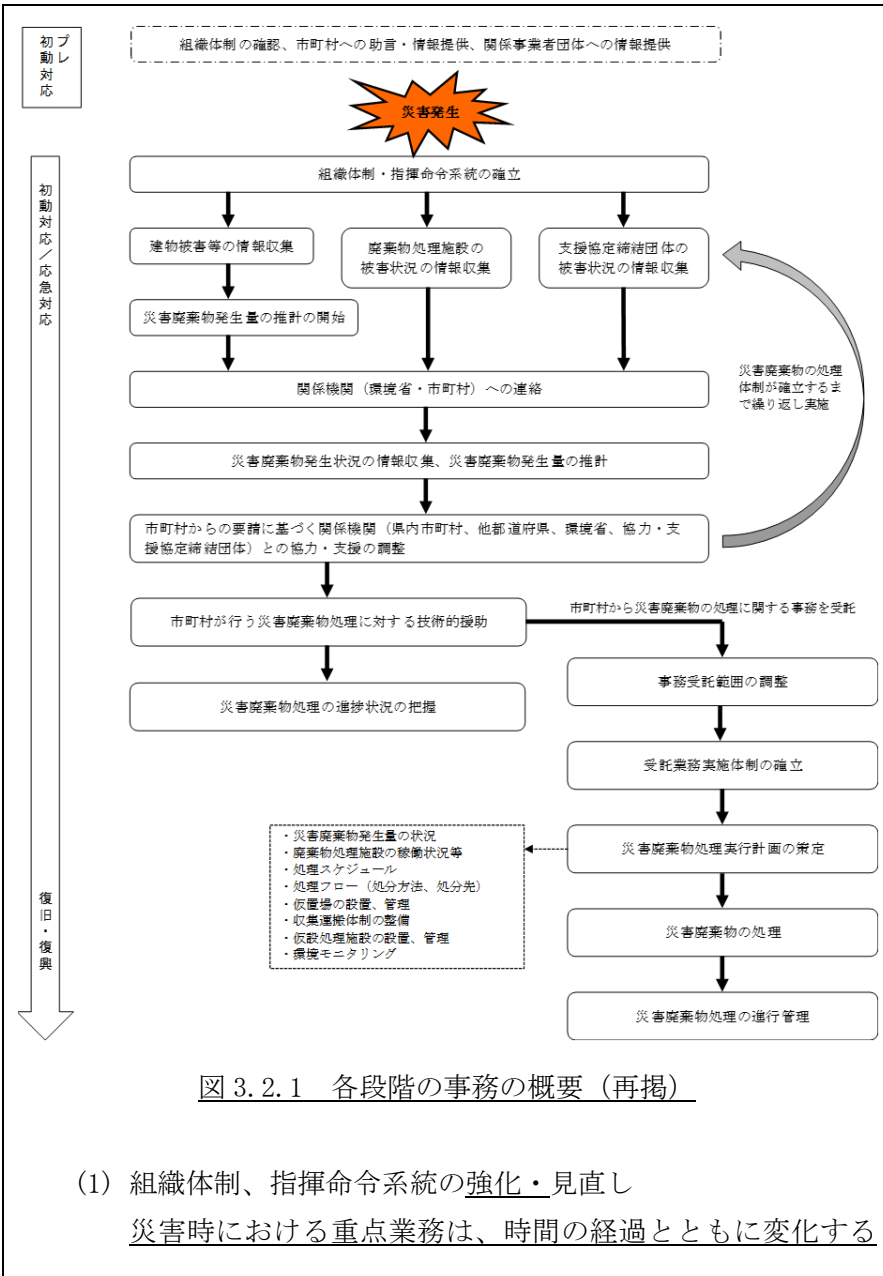 プレ
初動対応
組織体制の確認、市町村への助言・情報提供、関係事業者団体への情報提供
災害発生
初動対応／応急対応
組織体制・指揮命令系統の確立
建物被害等の情報収集
廃棄物処理施設の
被害状況の情報収集
支援協定締結団体の
被害状況の情報収集
災害廃棄物発生量の推計の開始
関係機関（環境省・市町村）への連絡
災害廃棄物の処理
体制が確立するま
で繰り返し実施
災害廃棄物発生状況の情報収集、災害廃棄物発生量の推計
市町村からの要請に基づく関係機関（県内市町村、他都道府県、環境省、協力・支
援協定締結団体）との協力・支援の調整
市町村が行う災害廃棄物処理に対する技術的援助
市町村から災害廃棄物の処理に関する事務を受託
災害廃棄物処理の進捗状況の把握
事務受託範囲の調整
受託業務実施体制の確立
災害廃棄物処理実行計画の策定
・災害廃棄物発生量の状況
・廃棄物処理施設の稼働状況等
・処理スケジュール
・処理フロー（処分方法、処分先）
・仮置場の設置、管理
・収集運搬体制の整備
・仮設処理施設の設置、管理
・環境モニタリング
災害廃棄物の処理
災害廃棄物処理の進行管理
復旧・復興
図 3.2.1　各段階の事務の概要（再掲）
(1) 組織体制、指揮命令系統の強化・見直し
災害時における重点業務は、時間の経過とともに変化する